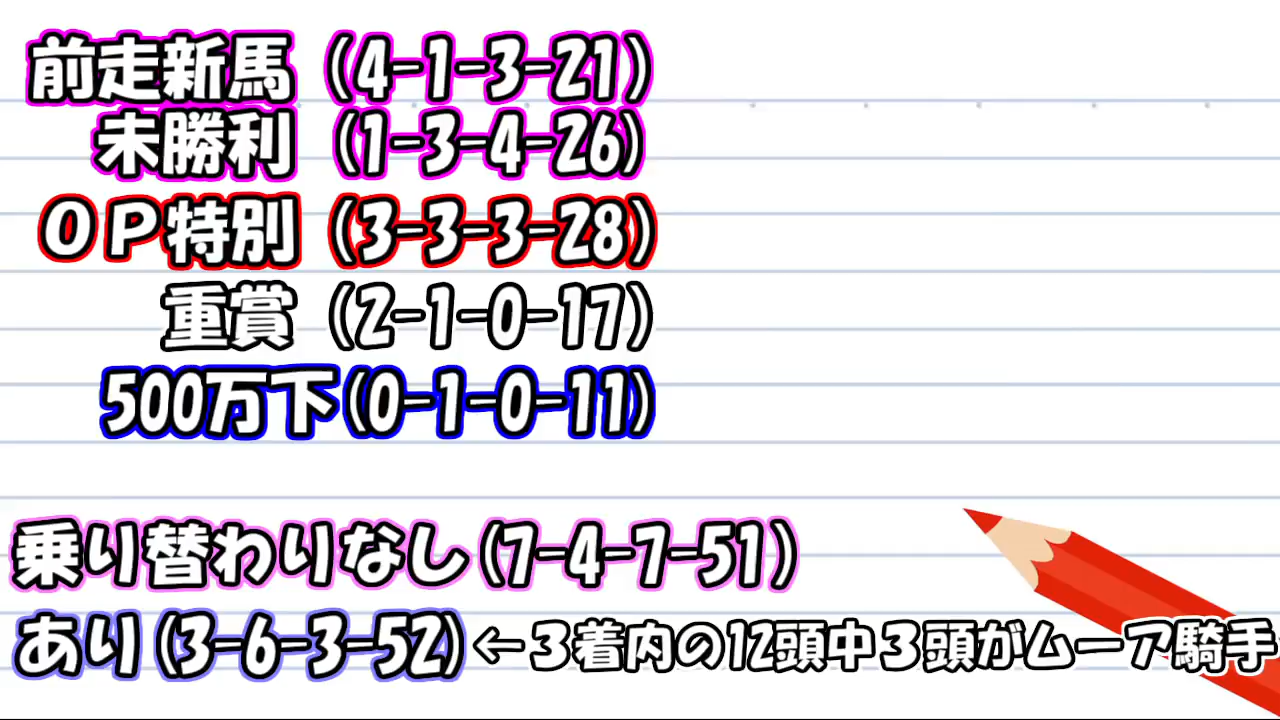 前走新馬（4-1-3-21）
未勝利（1-3-4-26）
ＯＰ特別（3-3-3-28）
重賞（2-1-0-17）
500万下(0-1-0-11)
乗り替わりなし(7-4-7-51)
あり(3-6-3-52)←３着内の12頭中３頭がムーア騎手